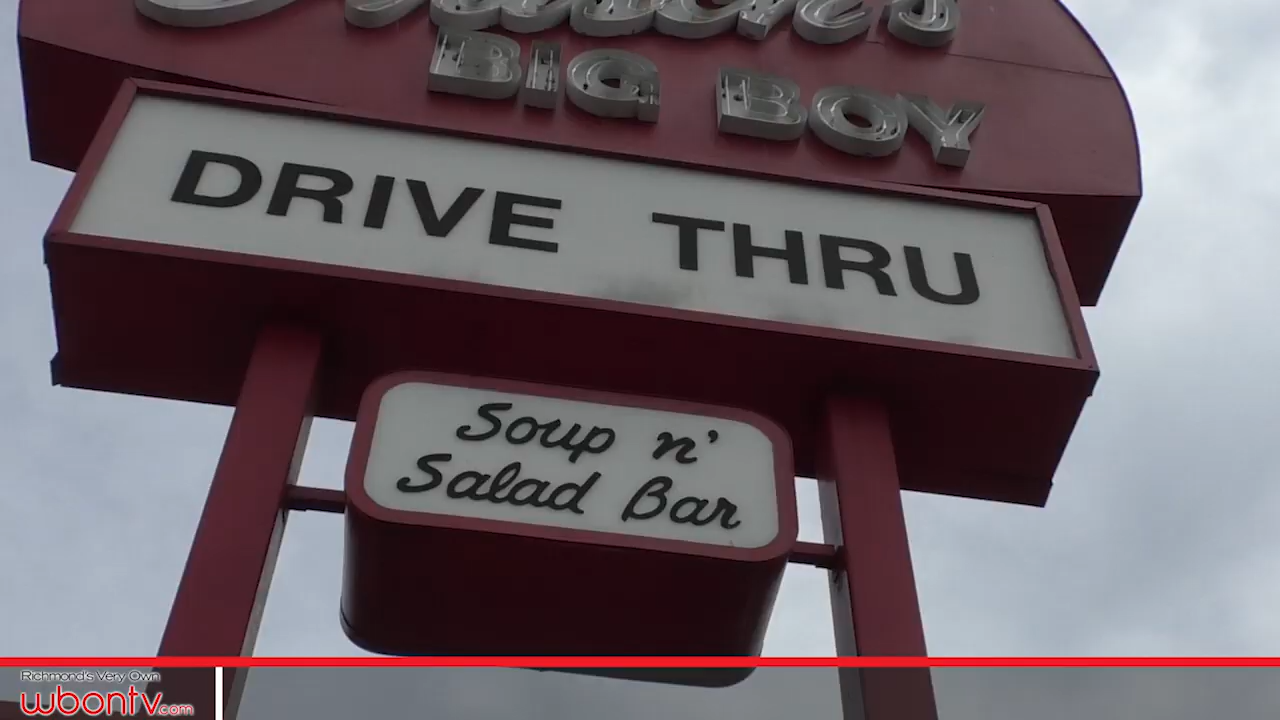 BIG BOY
DRIVE THRU
Soup n'
Salad Bar
Richmond's Very Own
wbontv.com